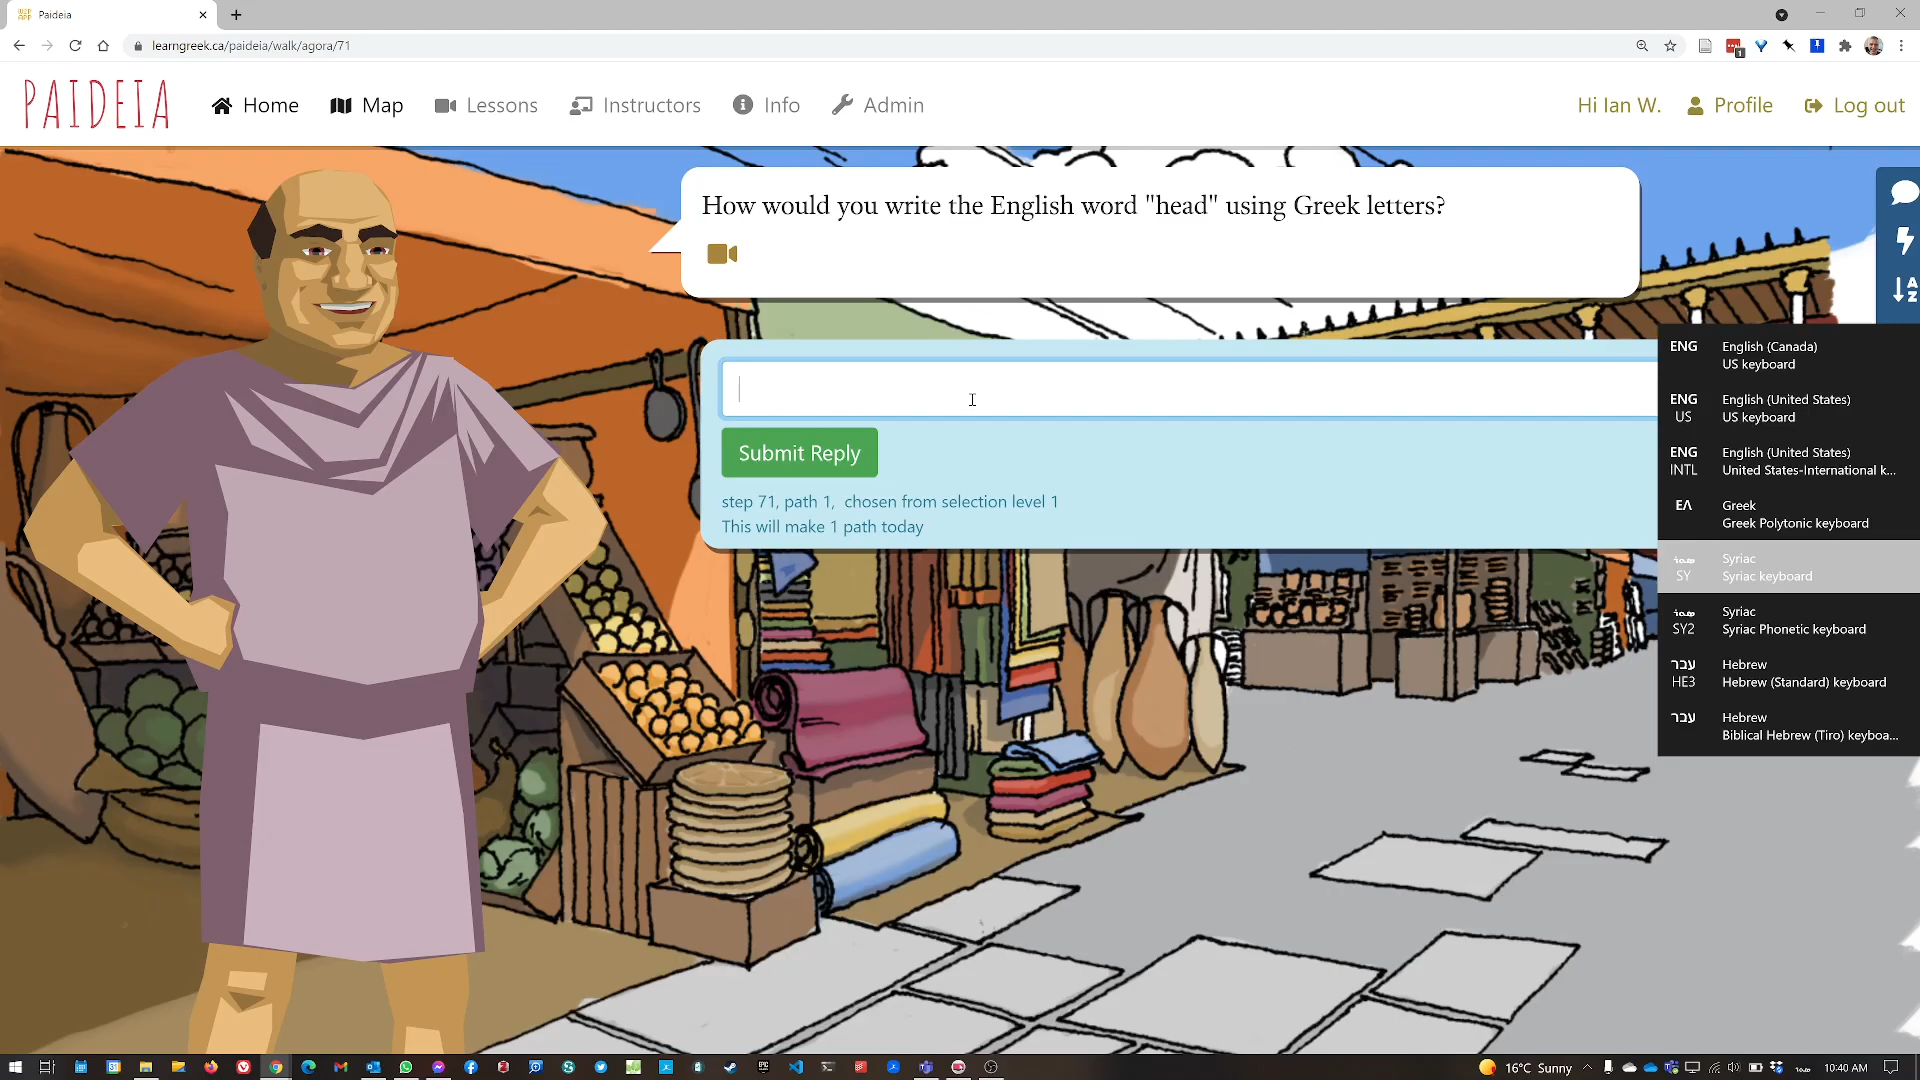 Paideia
learngreek.ca/paideia/walk/agora/71
PAIDEIA
Home
Map
Lessons
Instructors
Info
Admin
Hi Ian W.
Profile
Log out
How would you write the English word "head" using Greek letters?
Submit Reply
step 71, path 1, chosen from selection level 1
This will make 1 path today
ENG English (Canada)
US keyboard
ENG English (United States)
US US keyboard
ENG English (United States)
INTL United States-International k...
ΕΛ Greek
Greek Polytonic keyboard
Syriac
SY Syriac keyboard
Syriac
SY2 Syriac Phonetic keyboard
עבר Hebrew
HE3 Hebrew (Standard) keyboard
עבר Hebrew
Biblical Hebrew (Tiro) keyboa...
16°C Sunny
10:40 AM